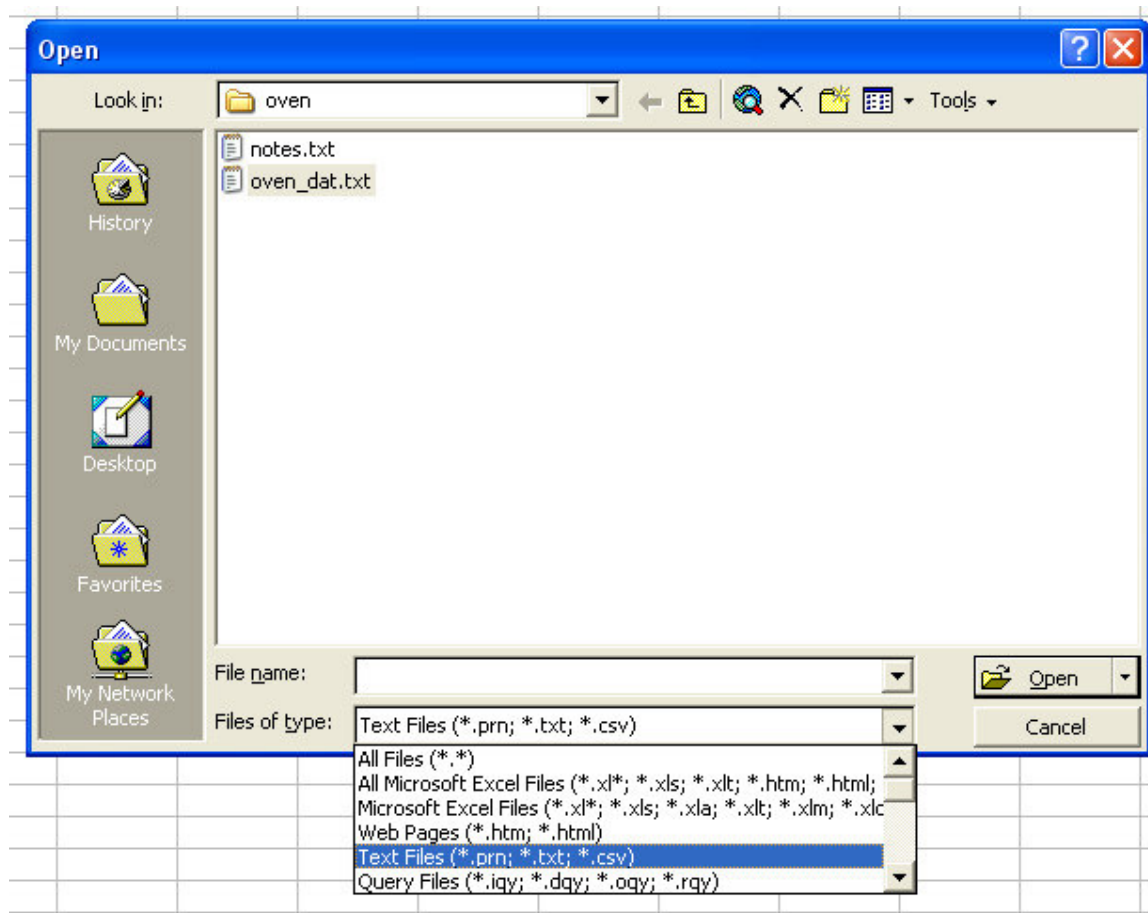 Open
Look in:
oven
Tools
notes.txt
oven_dat.txt
History
My Documents
Desktop
Favorites
My Network
Places
File name:
Open
Files of type:
Text Files (*.prn; *.txt; *.csv)
Cancel
All Files (*.*)
All Microsoft Excel Files (*.xl*; *.xls; *.xlt; *.htm; *.html;
Microsoft Excel Files (*.xl*; *.xls; *.xla; *.xlt; *.xlm; *.xlc
Web Pages (*.htm; *.html)
Text Files (*.prn; *.txt; *.csv)
Query Files (*.iqy; *.dqy; *.oqy; *.rqy)